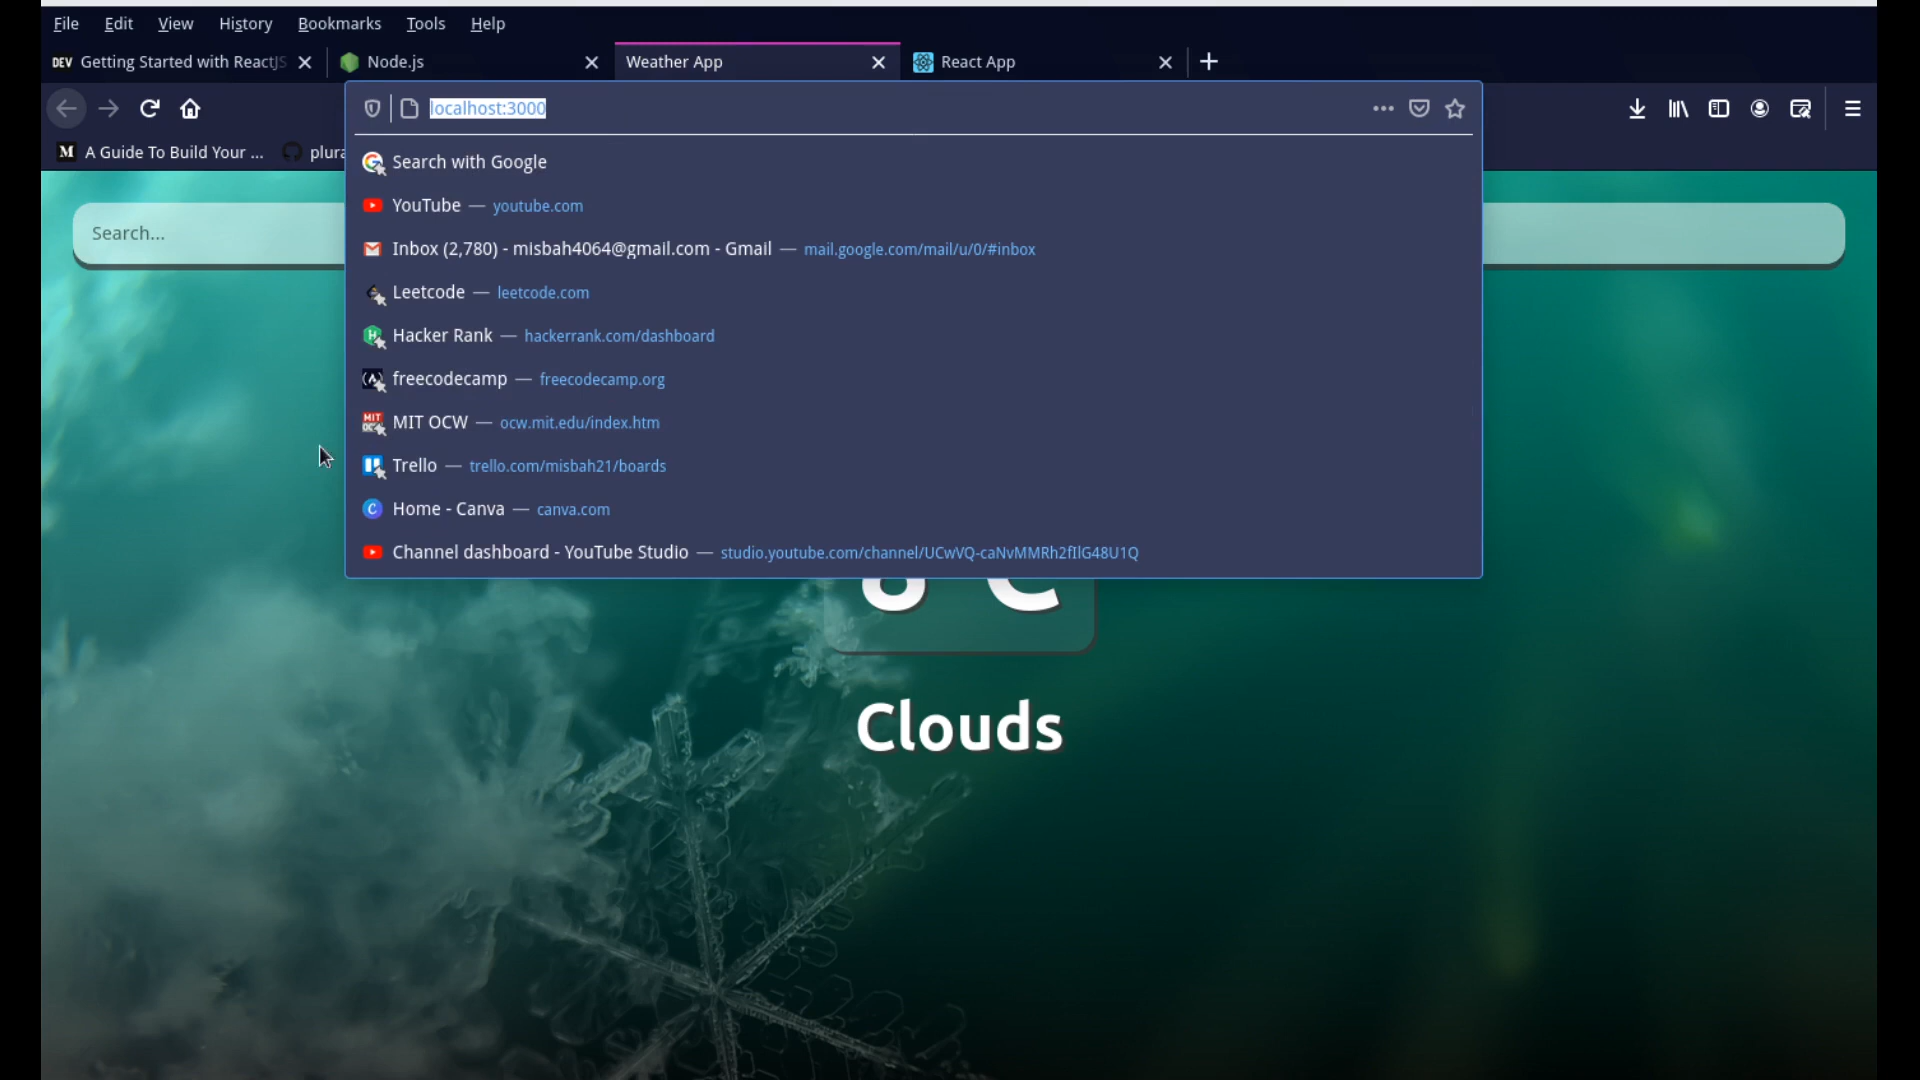 File Edit View History Bookmarks Tools Help
DEV Getting Started with ReactJS Node.js Weather App React App
localhost:3000
M A Guide To Build Your ... plura
Search with Google
YouTube — youtube.com
Search...
Inbox (2,780) - misbah4064@gmail.com - Gmail — mail.google.com/mail/u/0/#inbox
Leetcode — leetcode.com
Hacker Rank — hackerrank.com/dashboard
freecodecamp — freecodecamp.org
MIT OCW — ocw.mit.edu/index.htm
Trello — trello.com/misbah21/boards
Home - Canva — canva.com
Channel dashboard - YouTube Studio — studio.youtube.com/channel/UCwVQ-caNvMMRh2fIlG48U1Q
Clouds